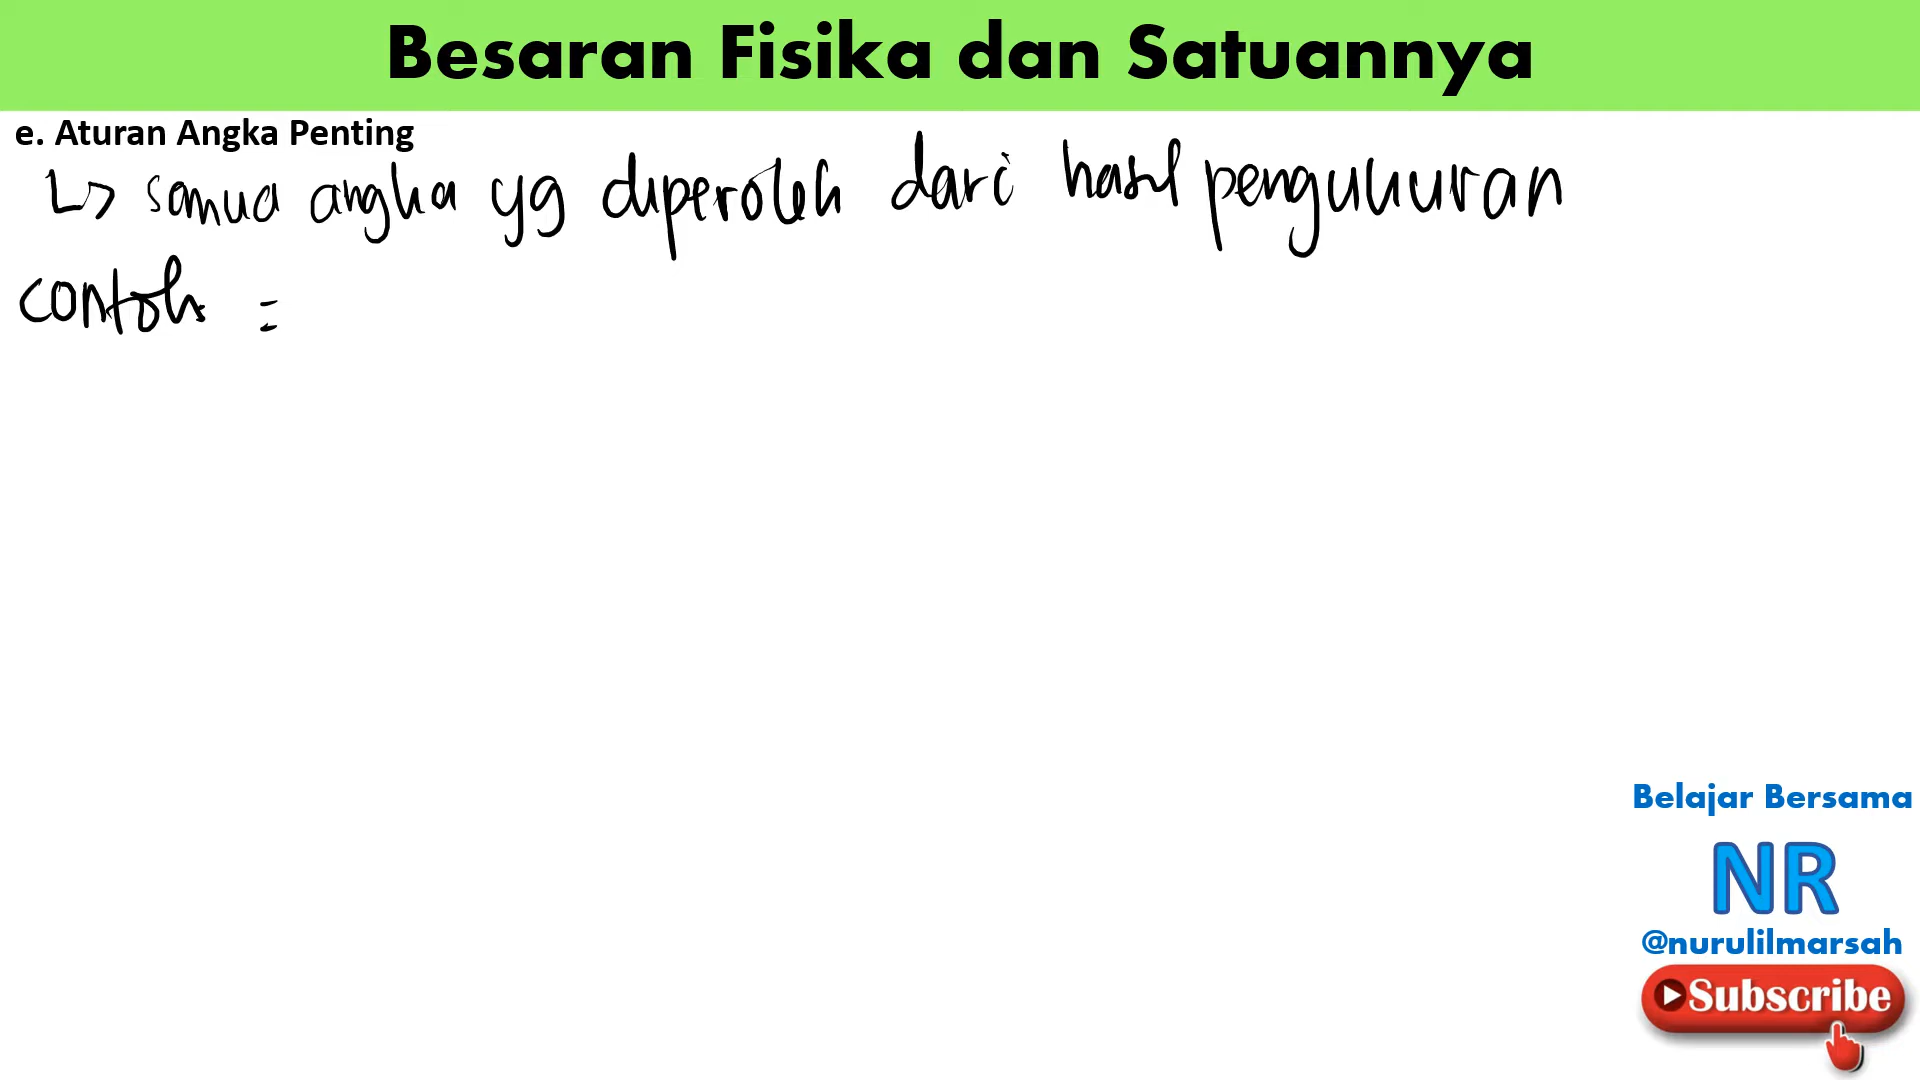 Besaran Fisika dan Satuannya
e. Aturan Angka Penting
↳ semua angka yg diperoleh dari hasil pengukuran
contoh =
Belajar Bersama
NR
@nurulilmarsah
Subscribe